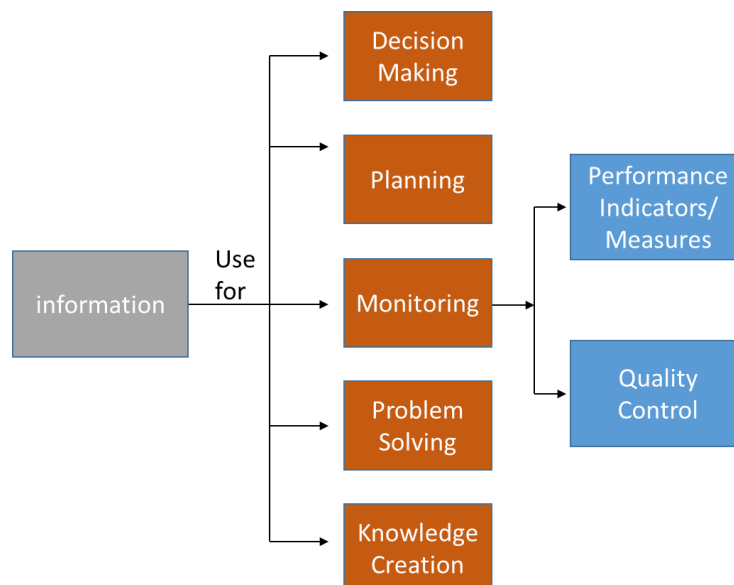 Decision
Making
Planning
Performance
Indicators/
Measures
Use
for
information
Monitoring
Quality
Control
Problem
Solving
Knowledge
Creation